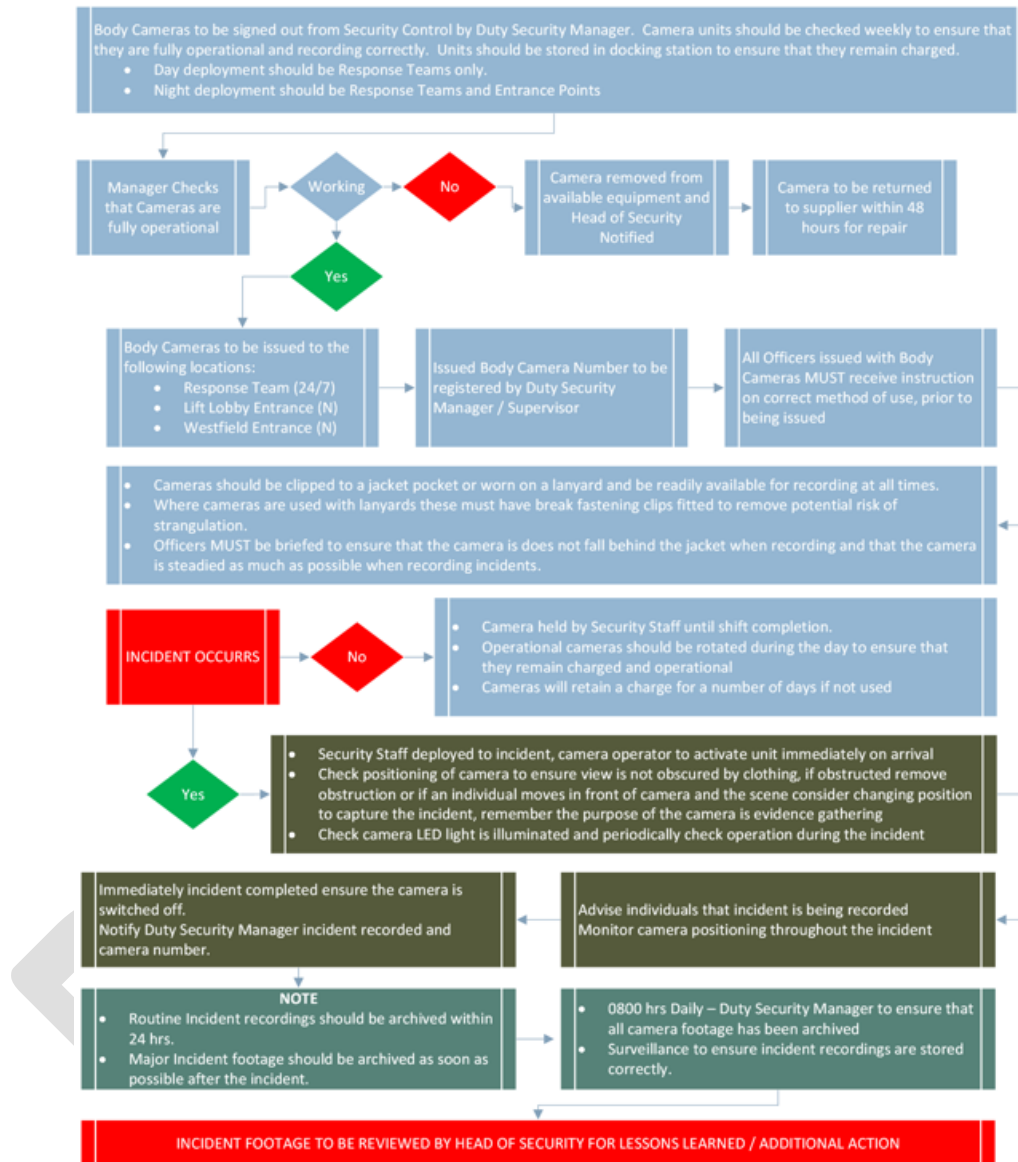 Body Cameras to be signed out from Security Control by Duty Security Manager.  Camera units should be checked weekly to ensure that
they are fully operational and recording correctly.  Units should be stored in docking station to ensure that they remain charged.
• Day deployment should be Response Teams only.
• Night deployment should be Response Teams and Entrance Points
Manager Checks
that Cameras are
fully operational
Working
No
Camera removed from
available equipment and
Head of Security
Notified
Camera to be returned
to supplier within 48
hours for repair
Yes
Body Cameras to be issued to the
following locations:
• Response Team (24/7)
• Lift Lobby Entrance (N)
• Westfield Entrance (N)
Issued Body Camera Number to be
registered by Duty Security
Manager / Supervisor
All Officers issued with Body
Cameras MUST receive instruction
on correct method of use, prior to
being issued
• Cameras should be clipped to a jacket pocket or worn on a lanyard and be readily available for recording at all times.
• Where cameras are used with lanyards these must have break fastening clips fitted to remove potential risk of
strangulation.
• Officers MUST be briefed to ensure that the camera is does not fall behind the jacket when recording and that the camera
is steadied as much as possible when recording incidents.
INCIDENT OCCURRS
No
• Camera held by Security Staff until shift completion.
• Operational cameras should be rotated during the day to ensure that
they remain charged and operational
• Cameras will retain a charge for a number of days if not used
Yes
• Security Staff deployed to incident, camera operator to activate unit immediately on arrival
• Check positioning of camera to ensure view is not obscured by clothing, if obstructed remove
obstruction or if an individual moves in front of camera and the scene consider changing position
to capture the incident, remember the purpose of the camera is evidence gathering
• Check camera LED light is illuminated and periodically check operation during the incident
Immediately incident completed ensure the camera is
switched off.
Notify Duty Security Manager incident recorded and
camera number.
Advise individuals that incident is being recorded
Monitor camera positioning throughout the incident
NOTE
• Routine Incident recordings should be archived within
24 hrs.
• Major Incident footage should be archived as soon as
possible after the incident.
• 0800 hrs Daily – Duty Security Manager to ensure that
all camera footage has been archived
• Surveillance to ensure incident recordings are stored
correctly.
INCIDENT FOOTAGE TO BE REVIEWED BY HEAD OF SECURITY FOR LESSONS LEARNED / ADDITIONAL ACTION